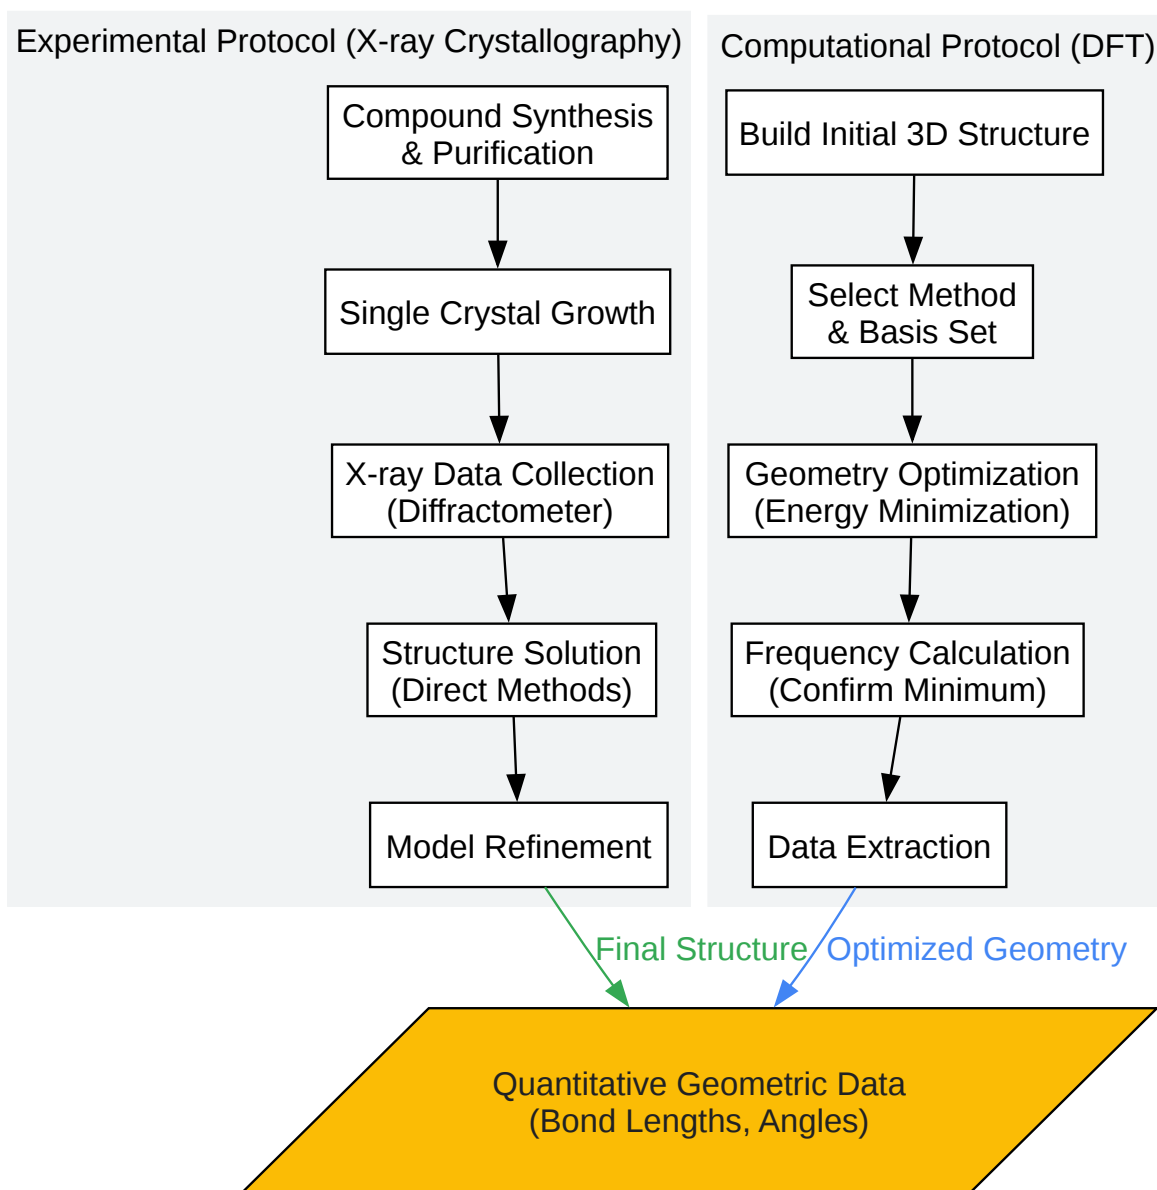 Experimental Protocol (X-ray Crystallography)
Compound Synthesis
& Purification
Single Crystal Growth
X-ray Data Collection
(Diffractometer)
Structure Solution
(Direct Methods)
Model Refinement
Computational Protocol (DFT)
Build Initial 3D Structure
Select Method
& Basis Set
Geometry Optimization
(Energy Minimization)
Frequency Calculation
(Confirm Minimum)
Data Extraction
Final Structure
Optimized Geometry
Quantitative Geometric Data
(Bond Lengths, Angles)